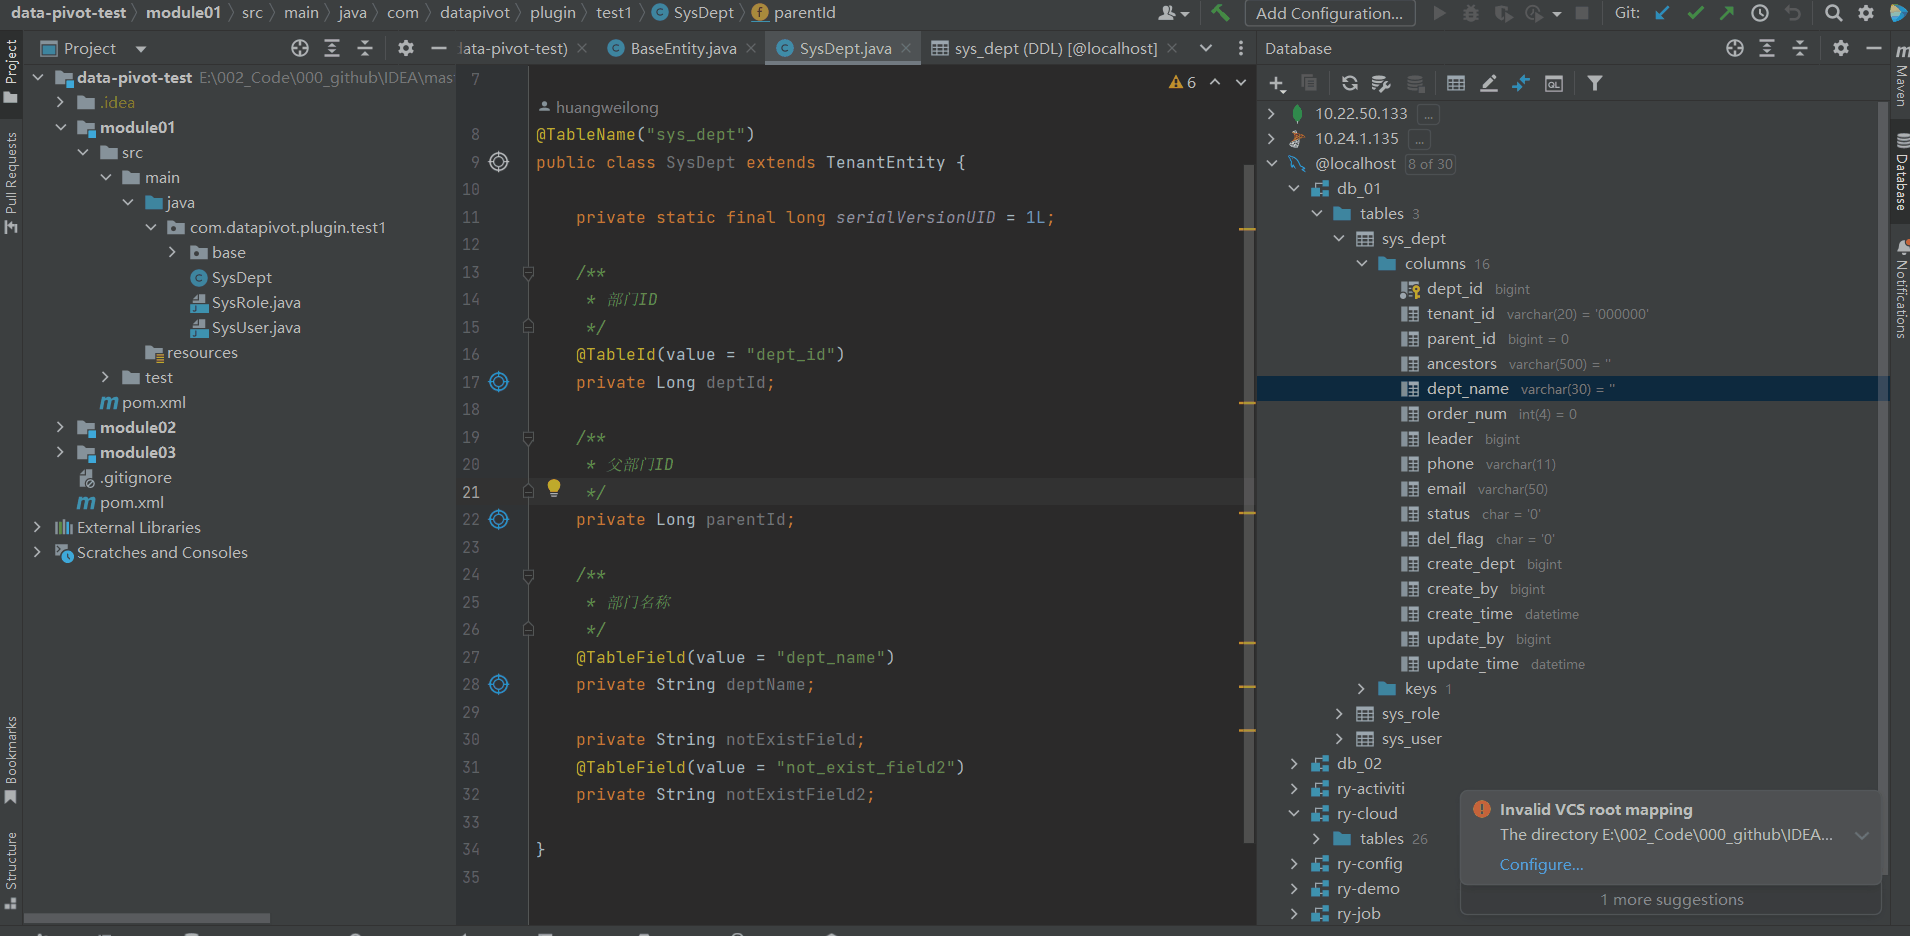 data-pivot-test › module01 › src › main › java › com › datapivot › plugin › test1 › SysDept › parentId
Add Configuration...
Git:
Project
:lata-pivot-test)
BaseEntity.java
SysDept.java
sys_dept (DDL) [@localhost]
Database
Project
Pull Requests
Bookmarks
Structure
data-pivot-test E:\002_Code\000_github\IDEA\mas
.idea
module01
src
main
java
com.datapivot.plugin.test1
base
SysDept
SysRole.java
SysUser.java
resources
test
pom.xml
module02
module03
.gitignore
pom.xml
External Libraries
Scratches and Consoles
6
7
huangweilong
8 @TableName("sys_dept")
9 public class SysDept extends TenantEntity {
10
11 private static final long serialVersionUID = 1L;
12
13 /**
14 * 部门ID
15 */
16 @TableId(value = "dept_id")
17 private Long deptId;
18
19 /**
20 * 父部门ID
21 */
22 private Long parentId;
23
24 /**
25 * 部门名称
26 */
27 @TableField(value = "dept_name")
28 private String deptName;
29
30 private String notExistField;
31 @TableField(value = "not_exist_field2")
32 private String notExistField2;
33
34 }
35
10.22.50.133 ...
10.24.1.135 ...
@localhost 8 of 30
db_01
tables 3
sys_dept
columns 16
dept_id bigint
tenant_id varchar(20) = '000000'
parent_id bigint = 0
ancestors varchar(500) = ''
dept_name varchar(30) = ''
order_num int(4) = 0
leader bigint
phone varchar(11)
email varchar(50)
status char = '0'
del_flag char = '0'
create_dept bigint
create_by bigint
create_time datetime
update_by bigint
update_time datetime
keys 1
sys_role
sys_user
db_02
ry-activiti
ry-cloud
tables 26
ry-config
ry-demo
ry-job
Invalid VCS root mapping
The directory E:\002_Code\000_github\IDEA...
Configure...
1 more suggestions
Maven
Database
Notifications